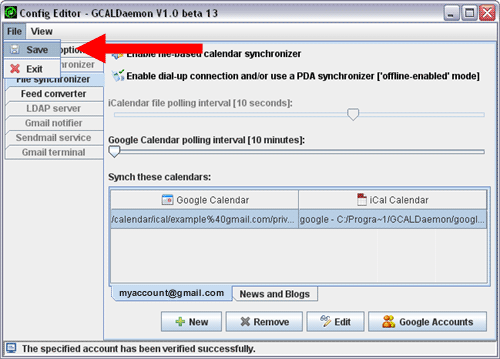 Config Editor - GCALDaemon V1.0 beta 13
File View
Save
Exit
File synchronizer
Feed converter
LDAP server
Gmail notifier
Sendmail service
Gmail terminal
Enable file-based calendar synchronizer
Enable dial-up connection and/or use a PDA synchronizer ['offline-enabled' mode]
iCalendar file polling interval [10 seconds]:
Google Calendar polling interval [10 minutes]:
Synch these calendars:
Google Calendar iCal Calendar
/calendar/ical/example%40gmail.com/priv... google - C:/Progra~1/GCALDaemon/googl...
myaccount@gmail.com News and Blogs
New Remove Edit Google Accounts
The specified account has been verified successfully.